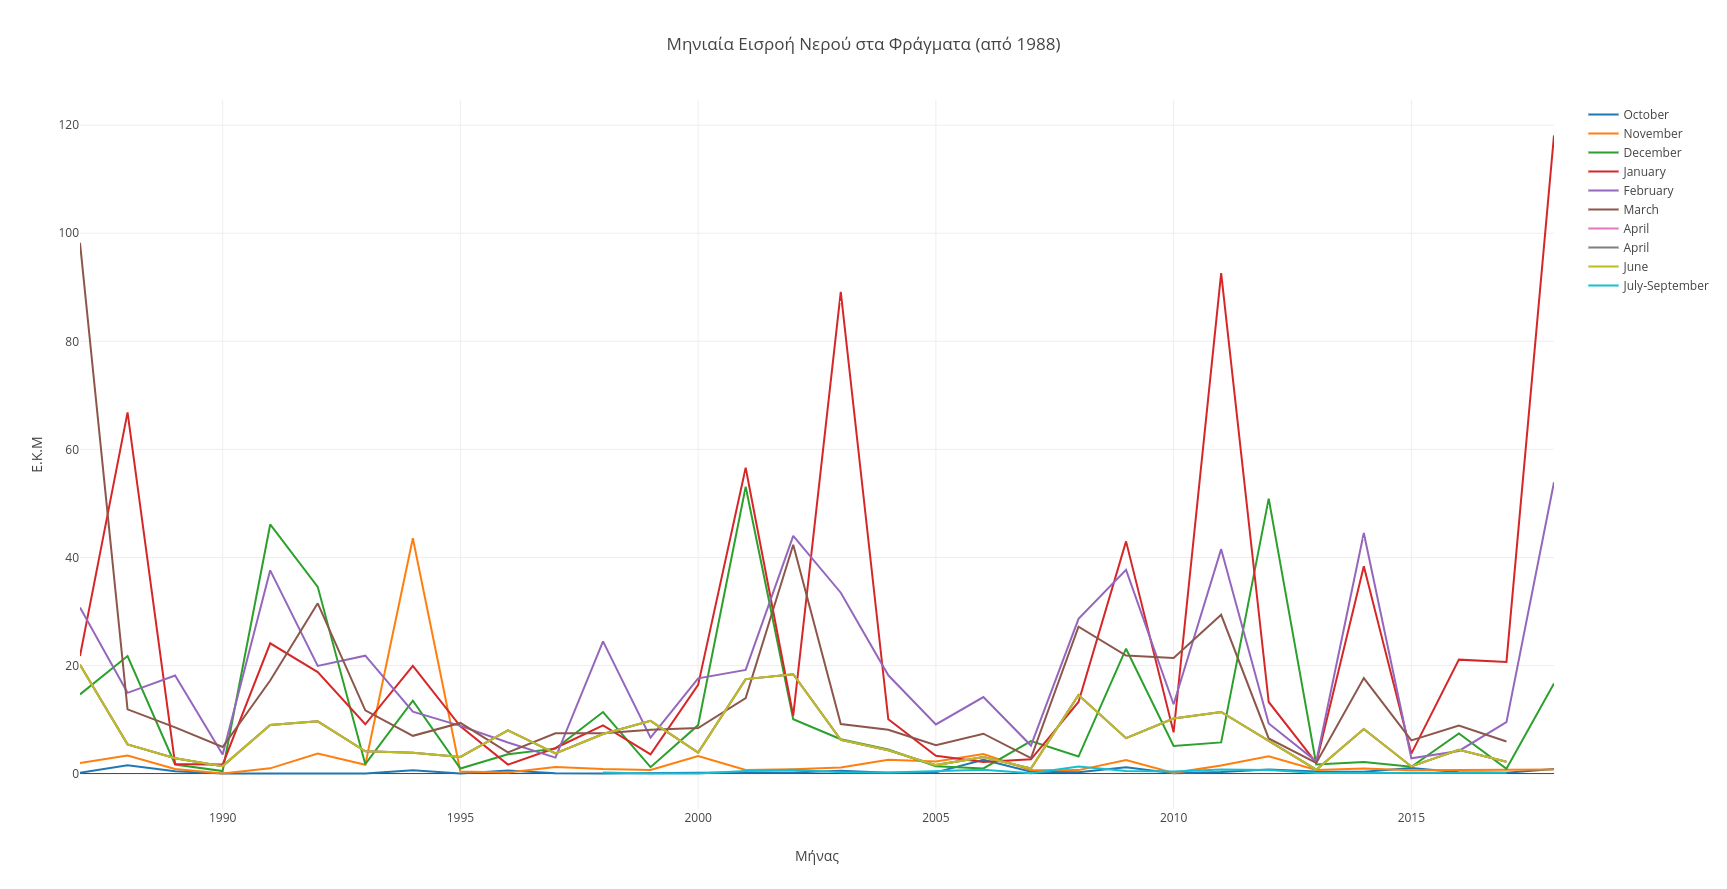 Μηνιαία Εισροή Νερού στα Φράγματα (από 1988)
120
100
80
60
40
20
0
Ε.Κ.Μ
1990
1995
2000
2005
2010
2015
Μήνας
October
November
December
January
February
March
April
April
June
July-September